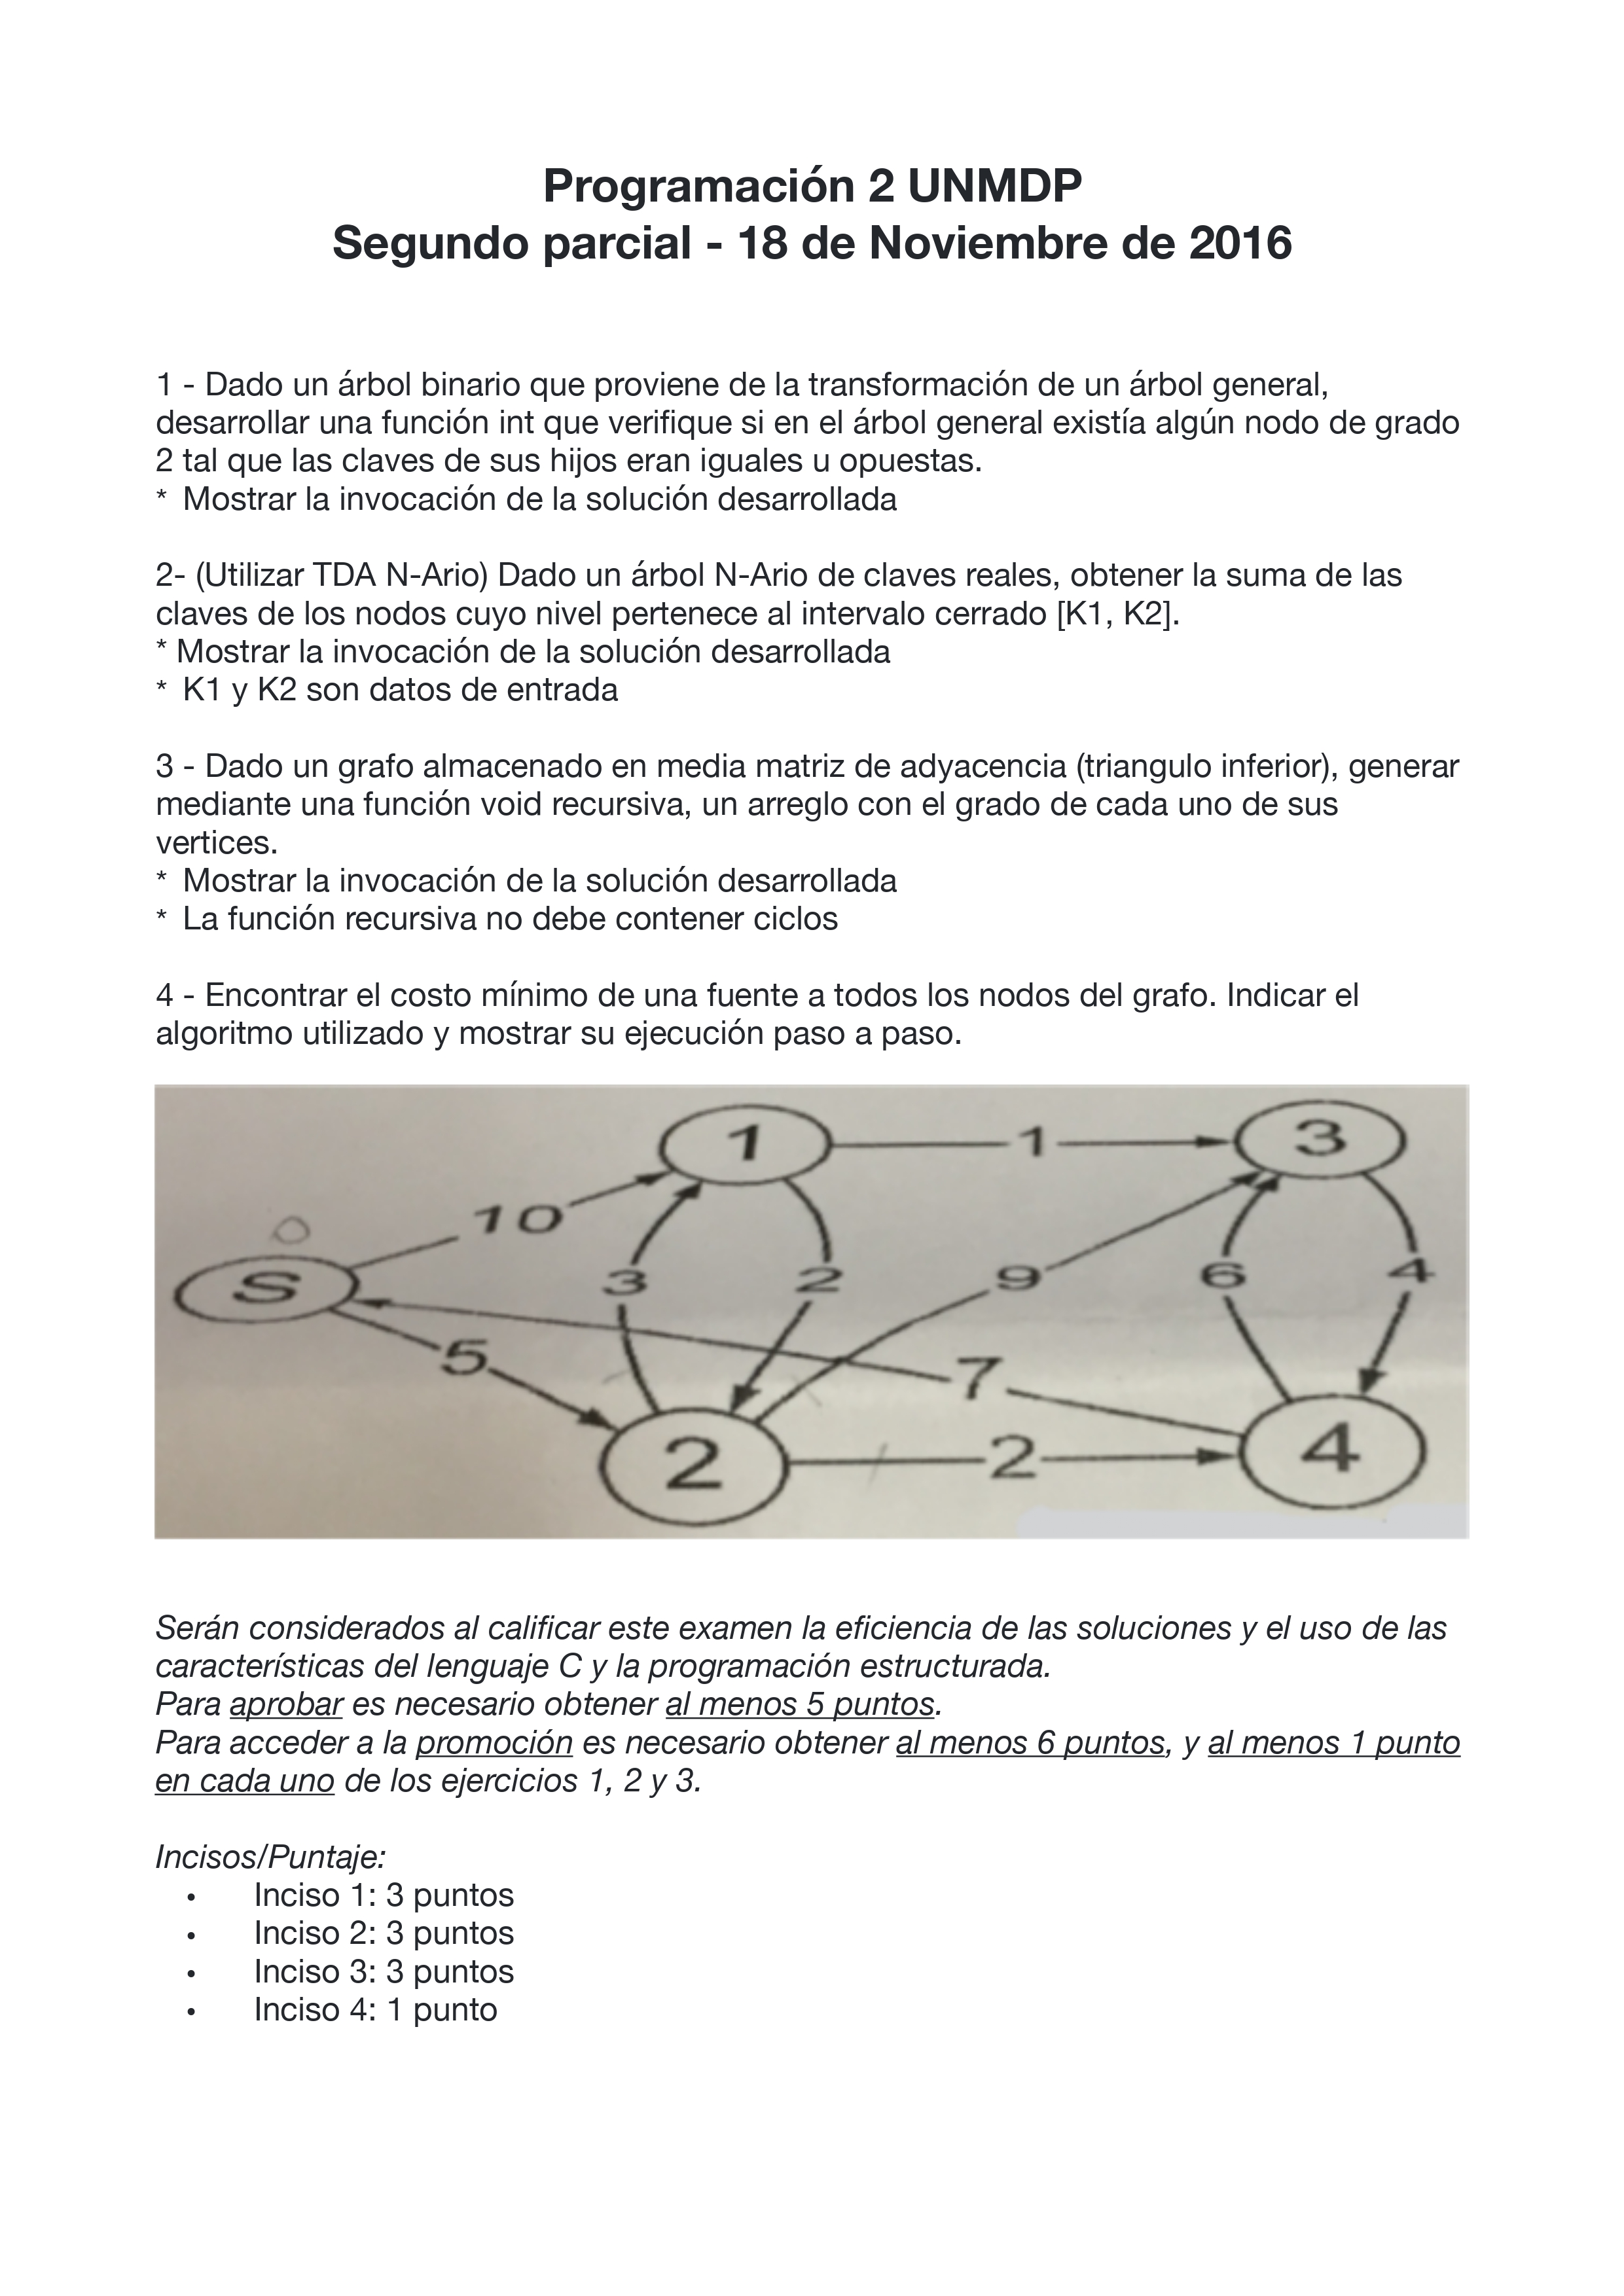 Programación 2 UNMDP
Segundo parcial - 18 de Noviembre de 2016
1 - Dado un árbol binario que proviene de la transformación de un árbol general,
desarrollar una función int que verifique si en el árbol general existía algún nodo de grado
2 tal que las claves de sus hijos eran iguales u opuestas.
* Mostrar la invocación de la solución desarrollada
2- (Utilizar TDA N-Ario) Dado un árbol N-Ario de claves reales, obtener la suma de las
claves de los nodos cuyo nivel pertenece al intervalo cerrado [K1, K2].
* Mostrar la invocación de la solución desarrollada
* K1 y K2 son datos de entrada
3 - Dado un grafo almacenado en media matriz de adyacencia (triangulo inferior), generar
mediante una función void recursiva, un arreglo con el grado de cada uno de sus
vertices.
* Mostrar la invocación de la solución desarrollada
* La función recursiva no debe contener ciclos
4 - Encontrar el costo mínimo de una fuente a todos los nodos del grafo. Indicar el
algoritmo utilizado y mostrar su ejecución paso a paso.
1 1 3
10
0
S 3 2 9 6 4
5 7
2 2 4
Serán considerados al calificar este examen la eficiencia de las soluciones y el uso de las
características del lenguaje C y la programación estructurada.
Para aprobar es necesario obtener al menos 5 puntos.
Para acceder a la promoción es necesario obtener al menos 6 puntos, y al menos 1 punto
en cada uno de los ejercicios 1, 2 y 3.
Incisos/Puntaje:
• Inciso 1: 3 puntos
• Inciso 2: 3 puntos
• Inciso 3: 3 puntos
• Inciso 4: 1 punto